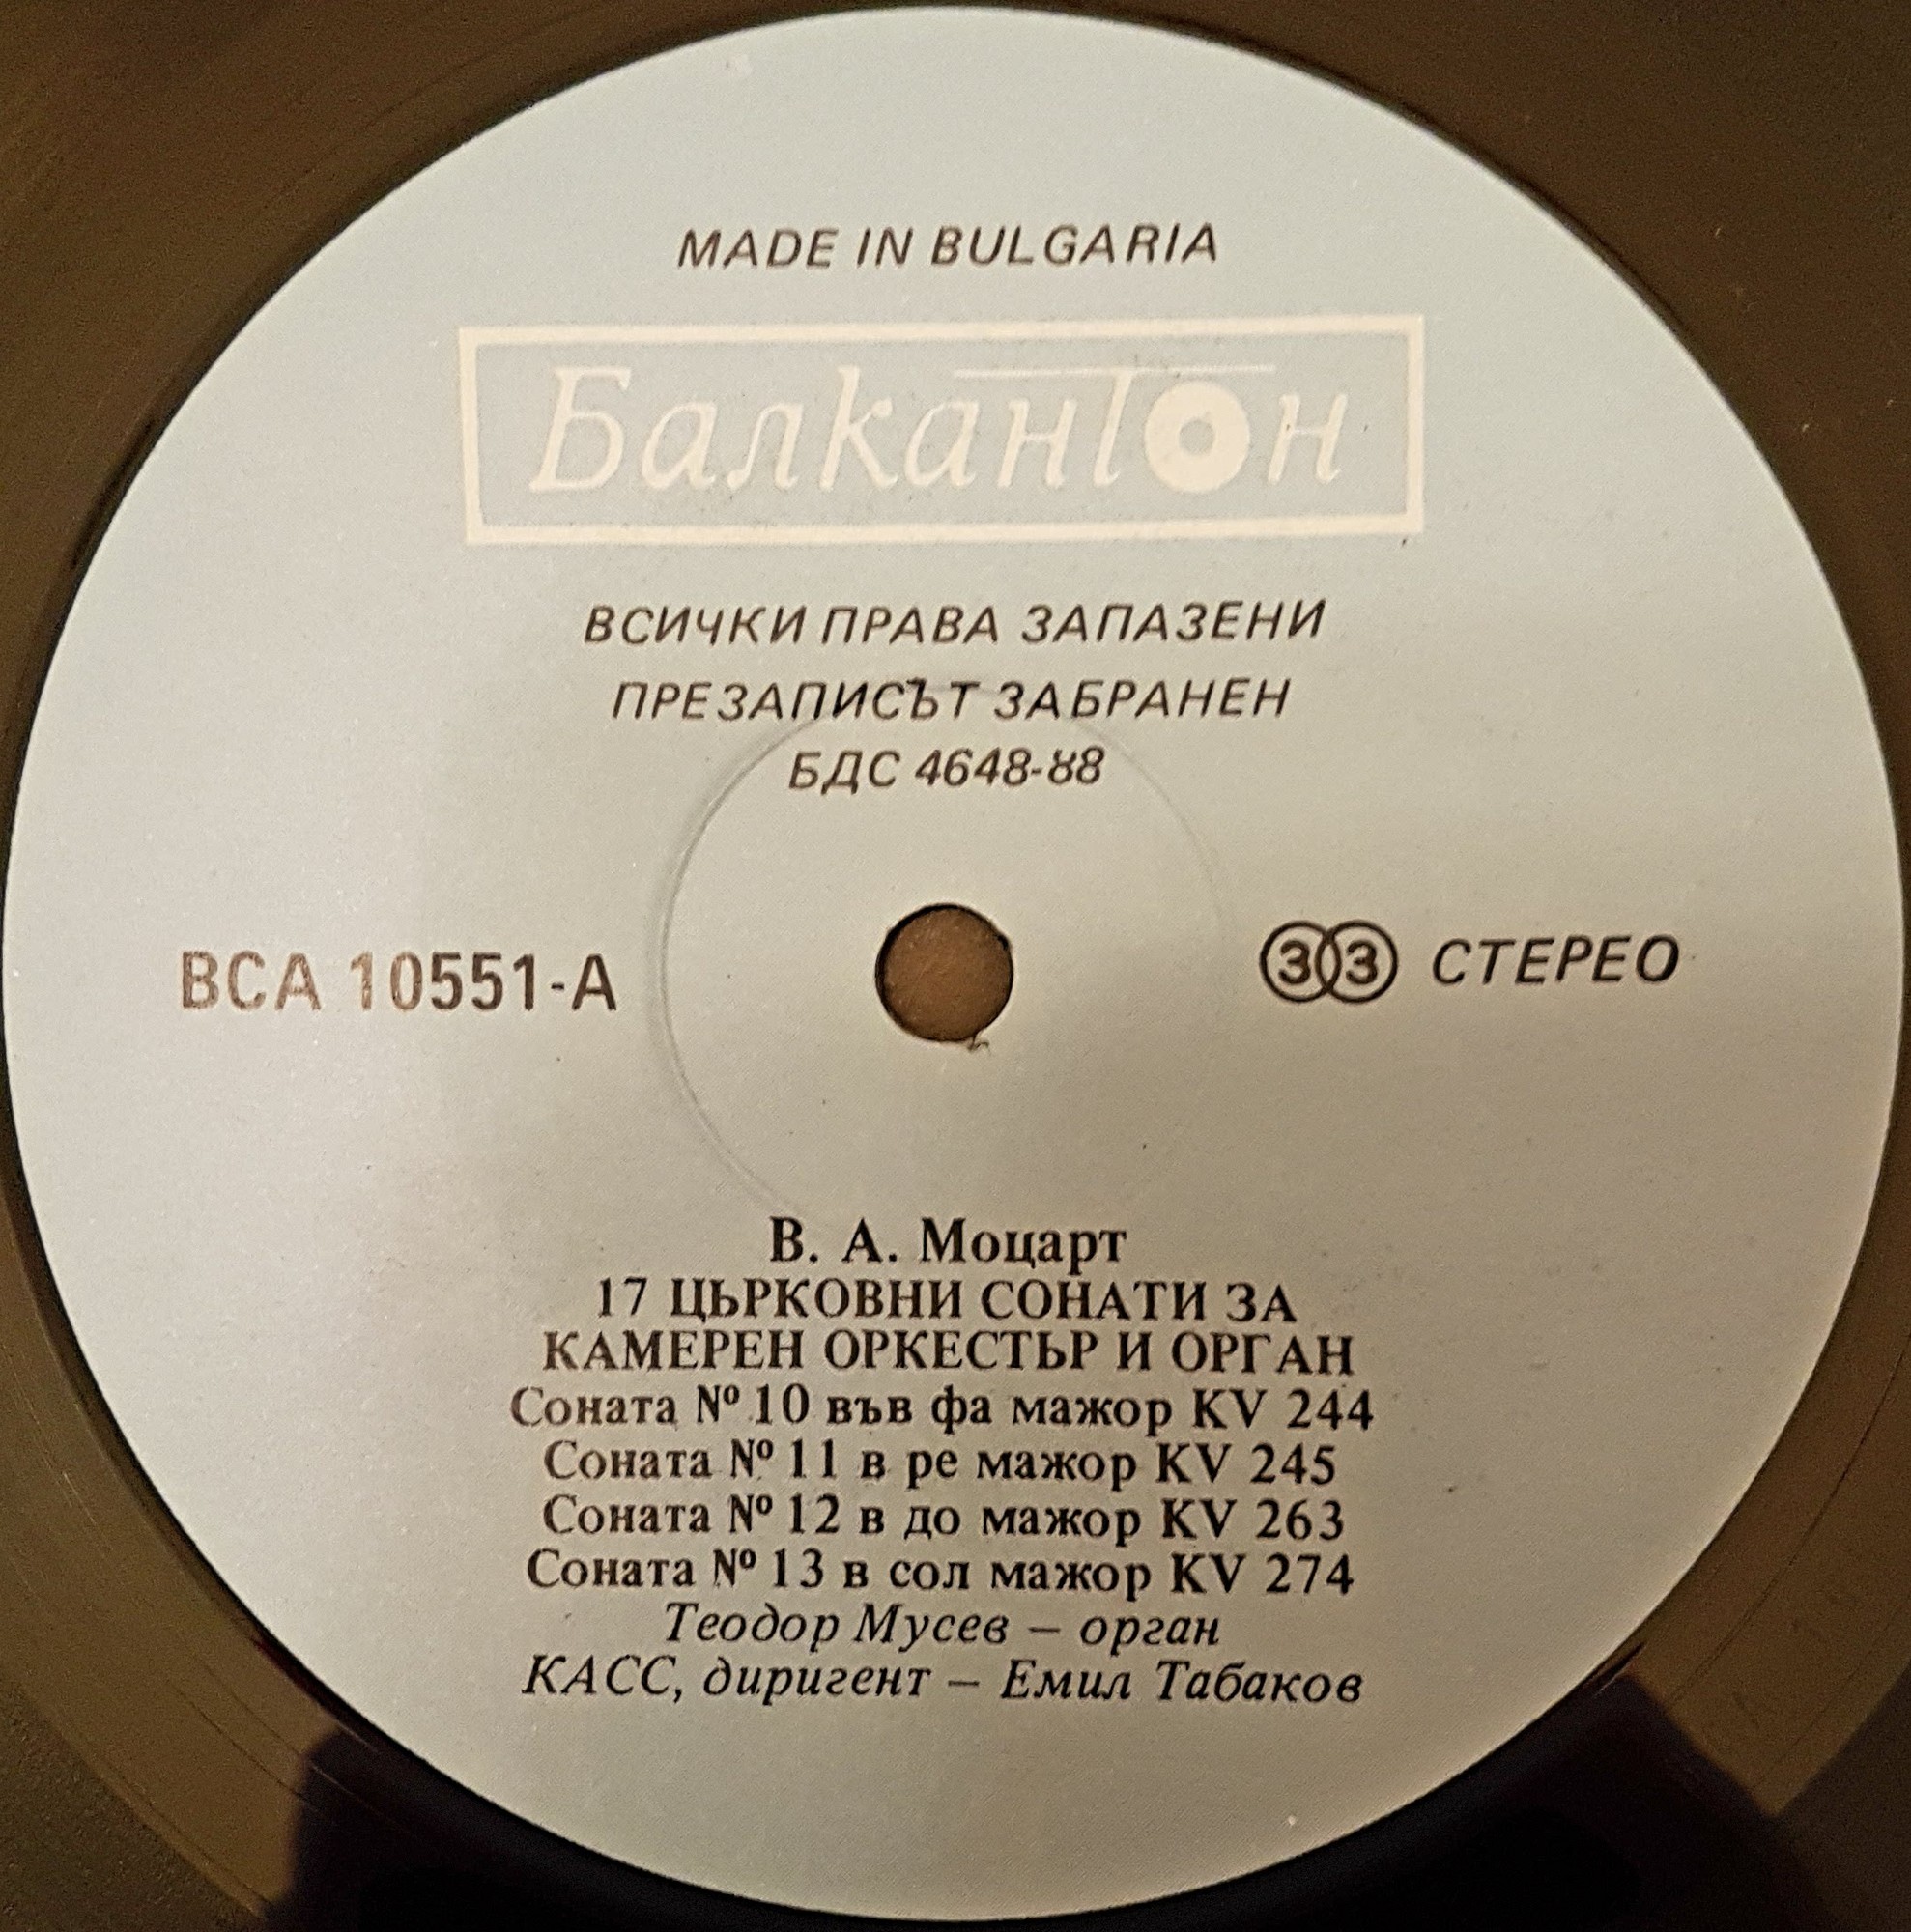 MADE IN BULGARIA
Балкантон
ВСИЧКИ ПРАВА ЗАПАЗЕНИ
ПРЕЗАПИСЪТ ЗАБРАНЕН
БДС 4648-88
ВСА 10551-А
33 СТЕРЕО
В. А. Моцарт
17 ЦЬРКОВНИ СОНАТИ ЗА
КАМЕРЕН ОРКЕСТЬР И ОРГАН
Соната № 10 във фа мажор KV 244
Соната № 11 в ре мажор KV 245
Соната № 12 в до мажор KV 263
Соната № 13 в сол мажор KV 274
Теодор Мусев – орган
КАСС, диригент – Емил Табаков